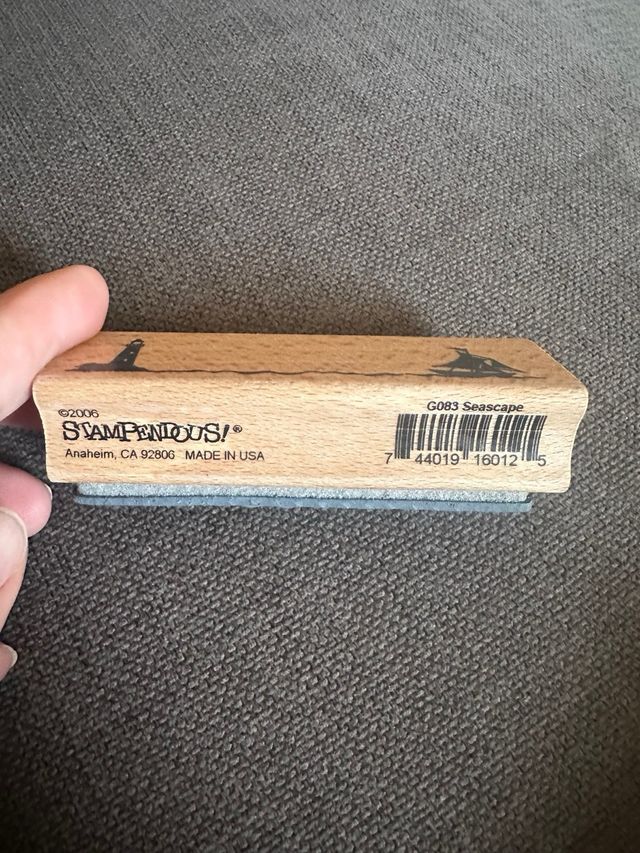 ©2006
STAMPENDOUS!®
Anaheim, CA 92806 MADE IN USA
G083 Seascape
7 44019 16012 5